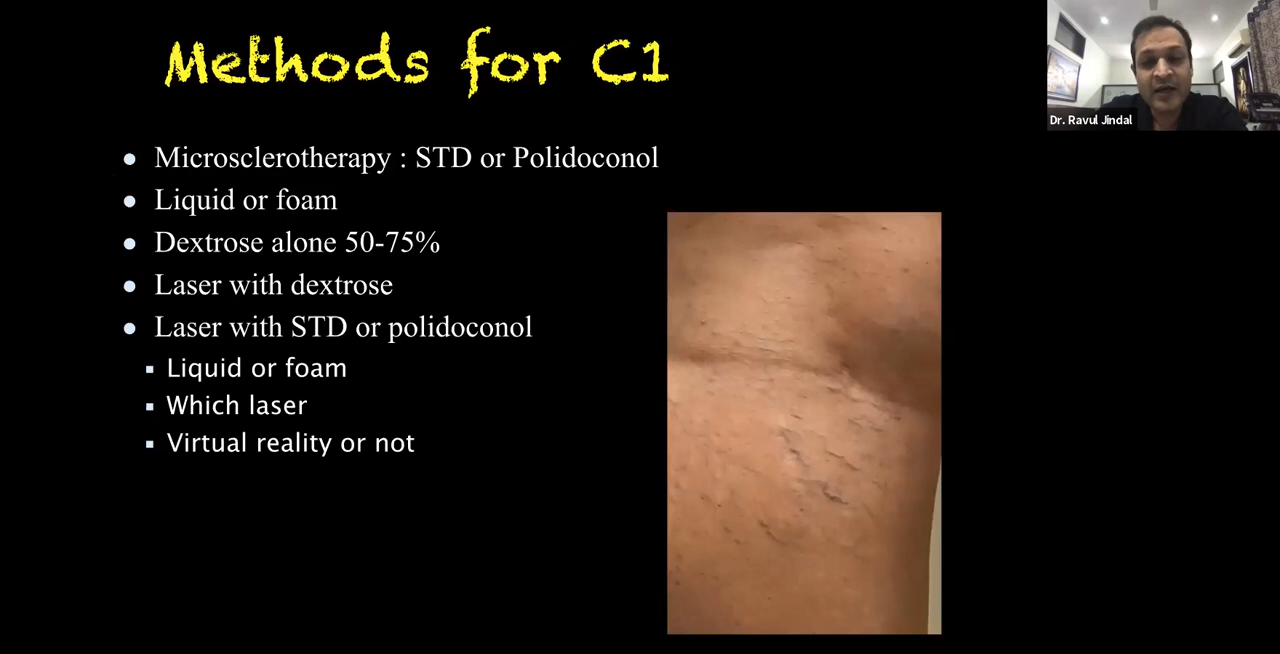 Methods for C1
Dr. Ravul Jindal
● Microsclerotherapy : STD or Polidoconol
● Liquid or foam
● Dextrose alone 50-75%
● Laser with dextrose
● Laser with STD or polidoconol
▪ Liquid or foam
▪ Which laser
▪ Virtual reality or not